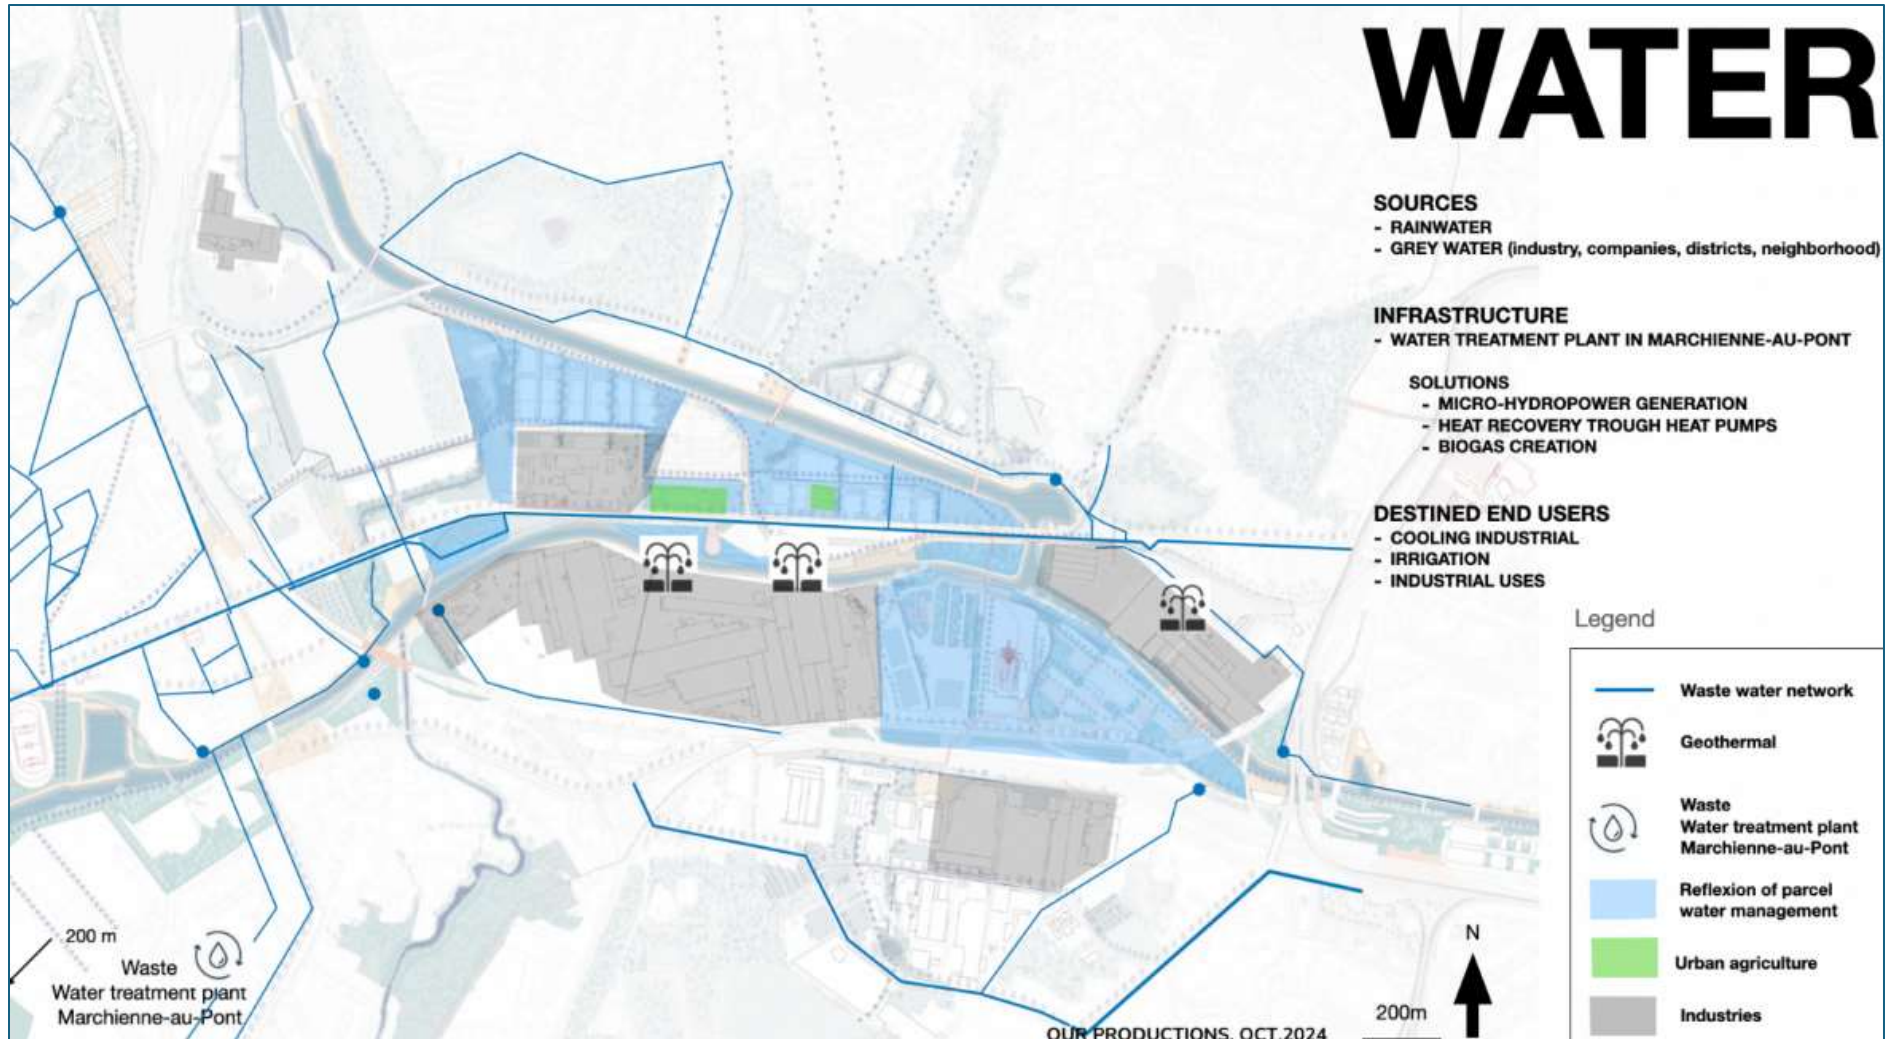 WATER
SOURCES
- RAINWATER
- GREY WATER (industry, companies, districts, neighborhood)
INFRASTRUCTURE
- WATER TREATMENT PLANT IN MARCHIENNE-AU-PONT
SOLUTIONS
- MICRO-HYDROPOWER GENERATION
- HEAT RECOVERY TROUGH HEAT PUMPS
- BIOGAS CREATION
DESTINED END USERS
- COOLING INDUSTRIAL
- IRRIGATION
- INDUSTRIAL USES
Legend
Waste water network
Geothermal
Waste
Water treatment plant
Marchienne-au-Pont
Reflexion of parcel
water management
Urban agriculture
Industries
200 m
Waste
Water treatment plant
Marchienne-au-Pont
N
200m
OUR PRODUCTIONS, OCT.2024